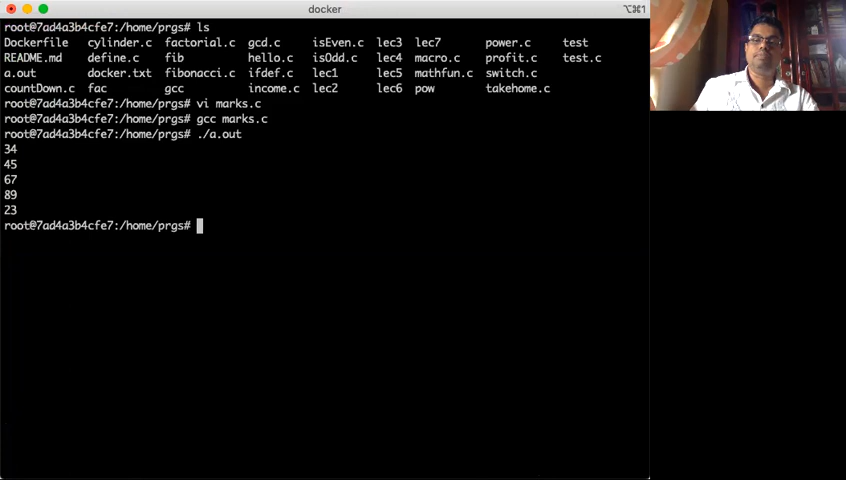 docker
⌥⌘1
root@7ad4a3b4cfe7:/home/prgs# ls
Dockerfile cylinder.c factorial.c gcd.c isEven.c lec3 lec7 power.c test
README.md define.c fib hello.c isOdd.c lec4 macro.c profit.c test.c
a.out docker.txt fibonacci.c ifdef.c lec1 lec5 mathfun.c switch.c
countDown.c fac gcc income.c lec2 lec6 pow takehome.c
root@7ad4a3b4cfe7:/home/prgs# vi marks.c
root@7ad4a3b4cfe7:/home/prgs# gcc marks.c
root@7ad4a3b4cfe7:/home/prgs# ./a.out
34
45
67
89
23
root@7ad4a3b4cfe7:/home/prgs#